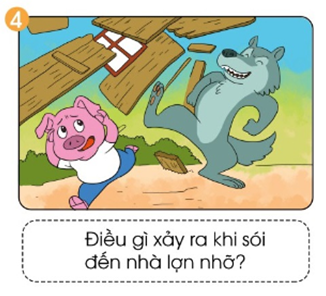 4
Điều gì xảy ra khi sói
đến nhà lợn nhỡ?